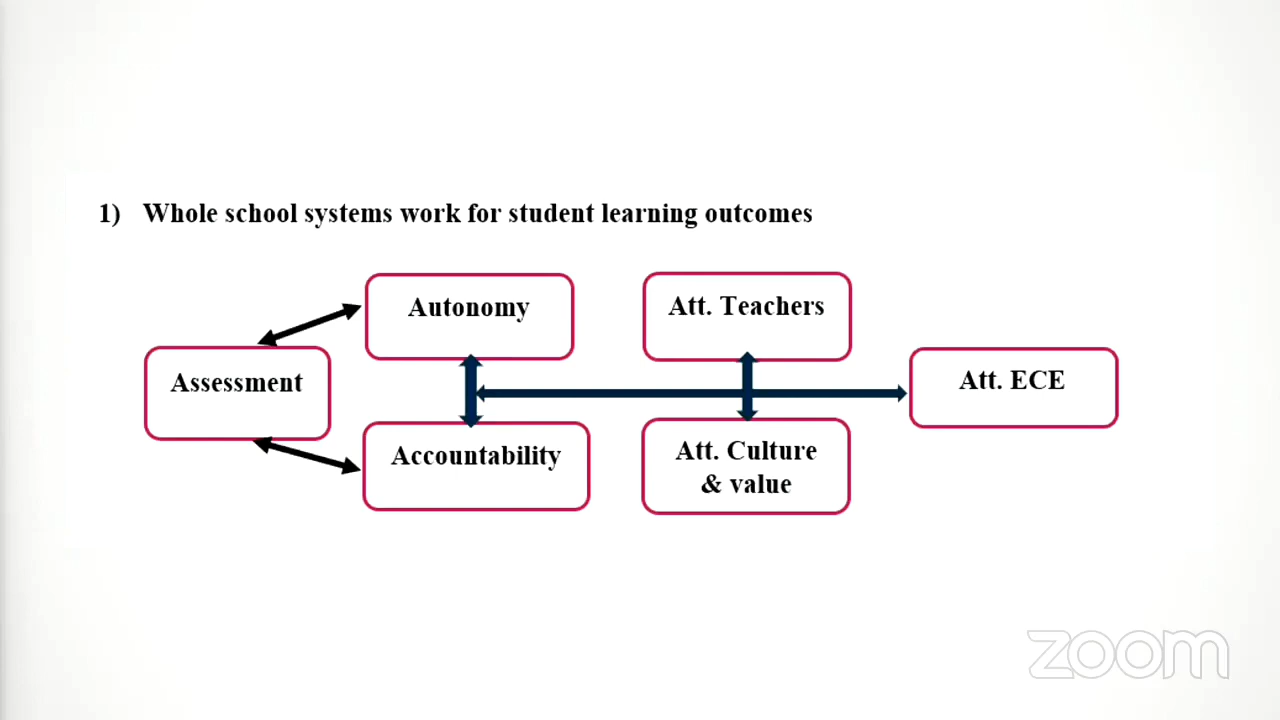 1) Whole school systems work for student learning outcomes
Autonomy
Att. Teachers
Assessment
Att. ECE
Accountability
Att. Culture
& value
zoom